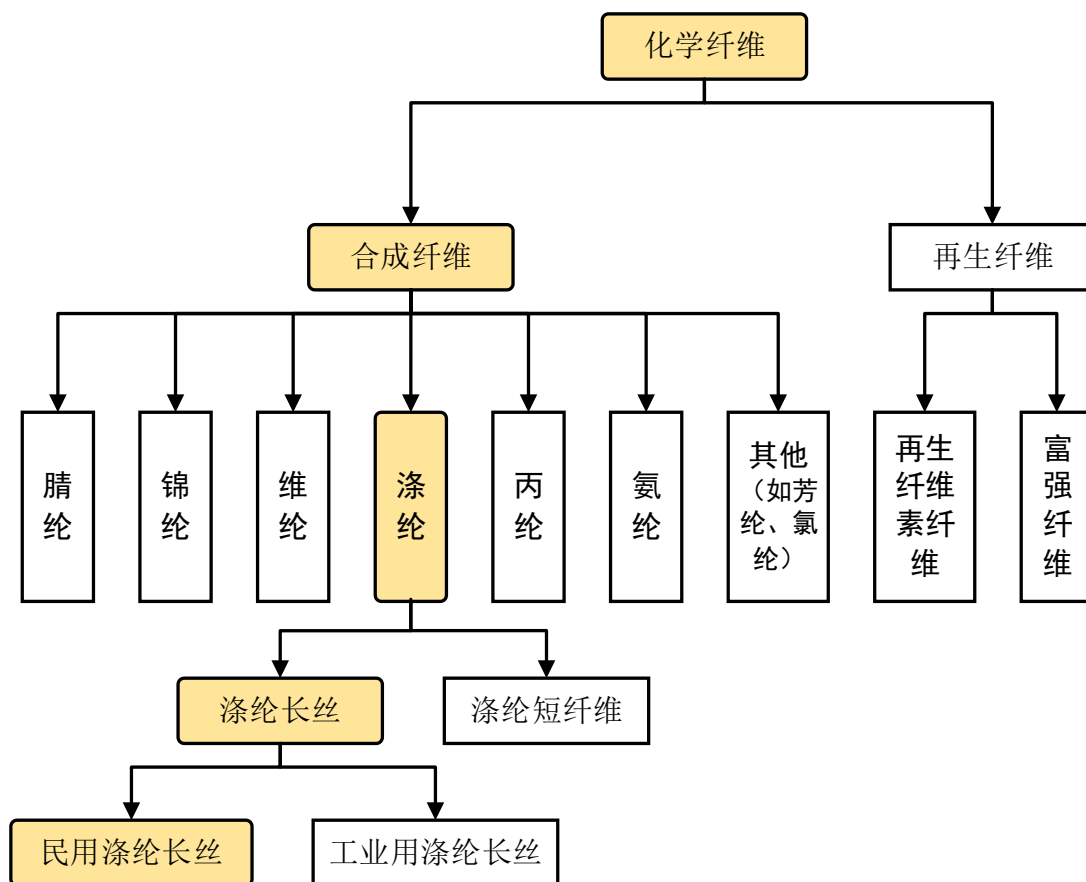 化学纤维
合成纤维
再生纤维
腈
纶
锦
纶
维
纶
涤
纶
丙
纶
氨
纶
其他
（如芳
纶、氯
纶）
再生
纤维
素纤
维
富
强
纤
维
涤纶长丝
涤纶短纤维
民用涤纶长丝
工业用涤纶长丝